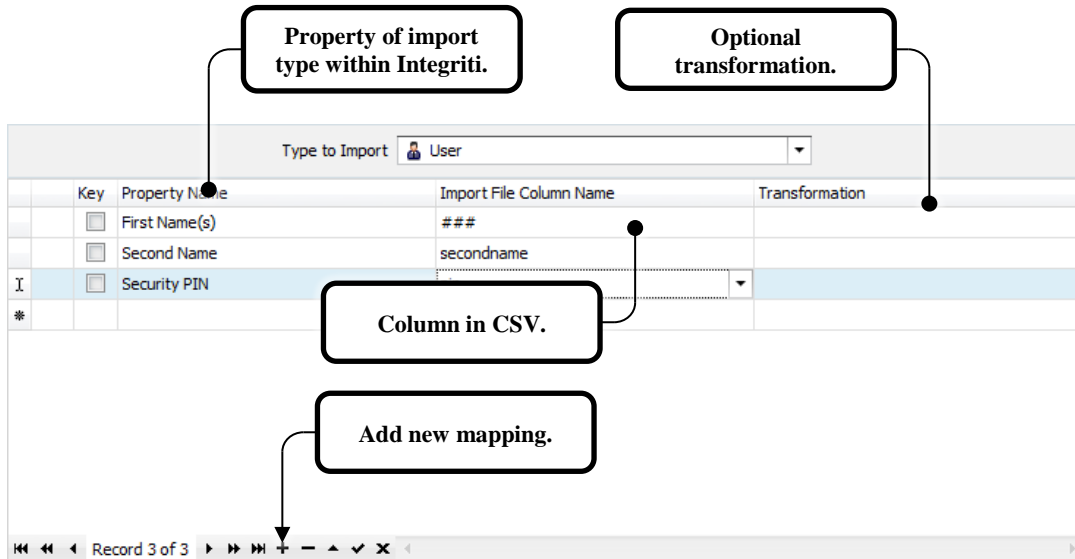 Property of import
type within Integriti.
Optional
transformation.
Type to Import User
Key Property Name Import File Column Name Transformation
First Name(s) ###
Second Name secondname
Security PIN
Column in CSV.
Add new mapping.
Record 3 of 3